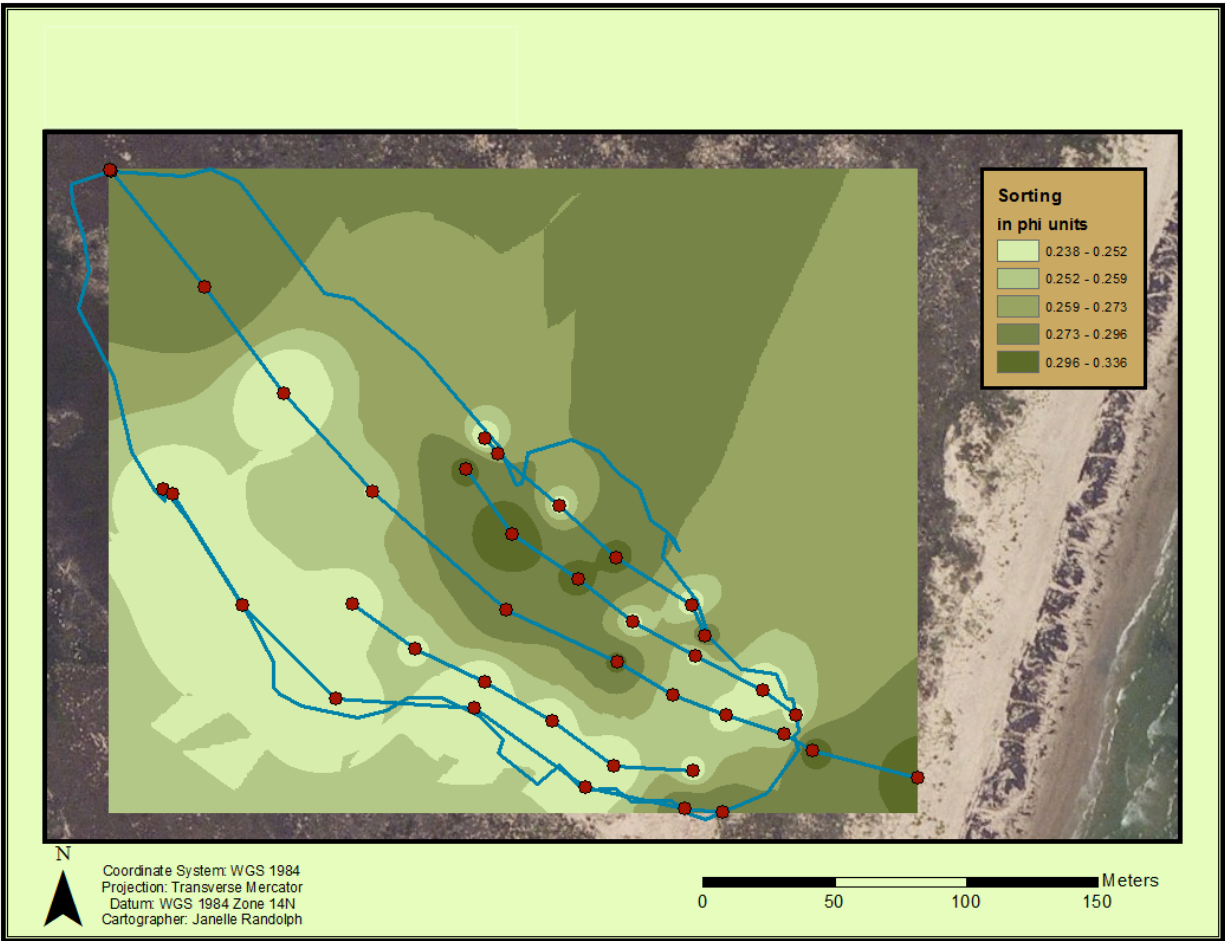 Sorting
in phi units
0.238 - 0.252
0.252 - 0.259
0.259 - 0.273
0.273 - 0.296
0.296 - 0.336
N
Coordinate System: WGS 1984
Projection: Transverse Mercator
Datum: WGS 1984 Zone 14N
Cartographer: Janelle Randolph
Meters
0 50 100 150